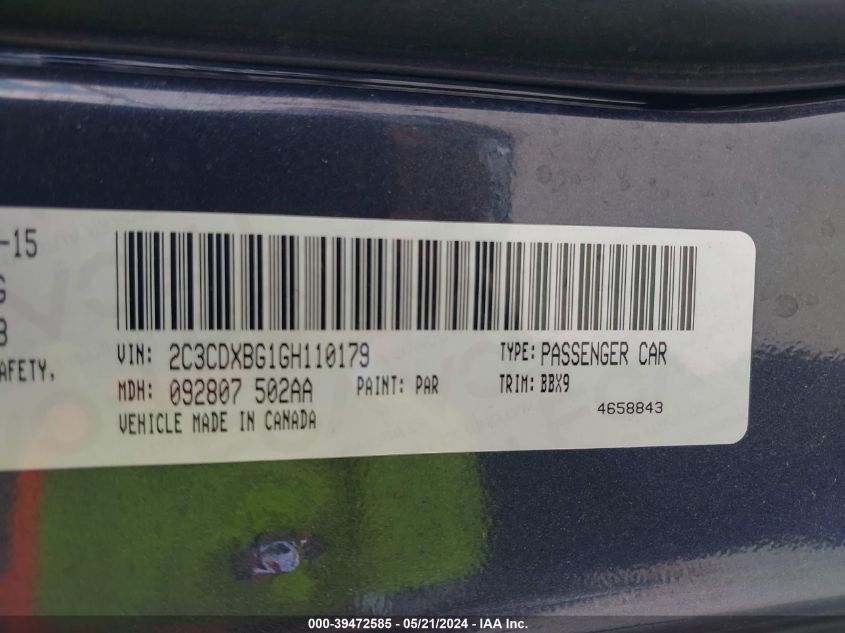 -15
G
B
AFETY,
VIN: 2C3CDXBG1GH110179 TYPE: PASSENGER CAR
MDH: 092807 502AA PAINT: PAR TRIM: BBX9
4658843
VEHICLE MADE IN CANADA
000-39472585 - 05/21/2024 - IAA Inc.